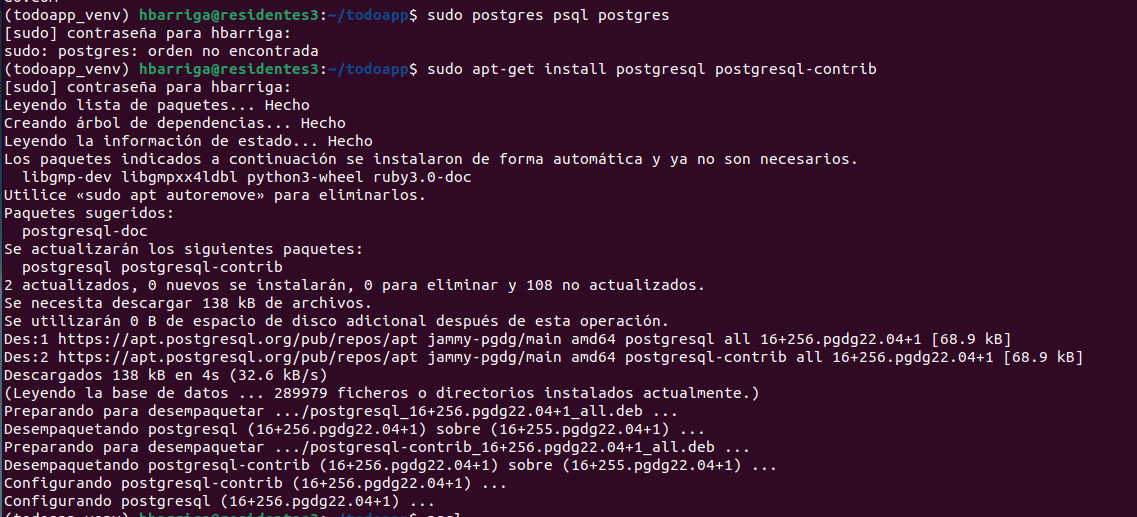 (todoapp_venv) hbarriga@residentes3:~/todoapp$ sudo postgres psql postgres
[sudo] contraseña para hbarriga:
sudo: postgres: orden no encontrada
(todoapp_venv) hbarriga@residentes3:~/todoapp$ sudo apt-get install postgresql postgresql-contrib
[sudo] contraseña para hbarriga:
Leyendo lista de paquetes... Hecho
Creando árbol de dependencias... Hecho
Leyendo la información de estado... Hecho
Los paquetes indicados a continuación se instalaron de forma automática y ya no son necesarios.
  libgmp-dev libgmpxx4ldbl python3-wheel ruby3.0-doc
Utilice «sudo apt autoremove» para eliminarlos.
Paquetes sugeridos:
  postgresql-doc
Se actualizarán los siguientes paquetes:
  postgresql postgresql-contrib
2 actualizados, 0 nuevos se instalarán, 0 para eliminar y 108 no actualizados.
Se necesita descargar 138 kB de archivos.
Se utilizarán 0 B de espacio de disco adicional después de esta operación.
Des:1 https://apt.postgresql.org/pub/repos/apt jammy-pgdg/main amd64 postgresql all 16+256.pgdg22.04+1 [68.9 kB]
Des:2 https://apt.postgresql.org/pub/repos/apt jammy-pgdg/main amd64 postgresql-contrib all 16+256.pgdg22.04+1 [68.9 kB]
Descargados 138 kB en 4s (32.6 kB/s)
(Leyendo la base de datos ... 289979 ficheros o directorios instalados actualmente.)
Preparando para desempaquetar .../postgresql_16+256.pgdg22.04+1_all.deb ...
Desempaquetando postgresql (16+256.pgdg22.04+1) sobre (16+255.pgdg22.04+1) ...
Preparando para desempaquetar .../postgresql-contrib_16+256.pgdg22.04+1_all.deb ...
Desempaquetando postgresql-contrib (16+256.pgdg22.04+1) sobre (16+255.pgdg22.04+1) ...
Configurando postgresql-contrib (16+256.pgdg22.04+1) ...
Configurando postgresql (16+256.pgdg22.04+1) ...
(todoapp_venv) hbarriga@residentes3:~/todoapp$